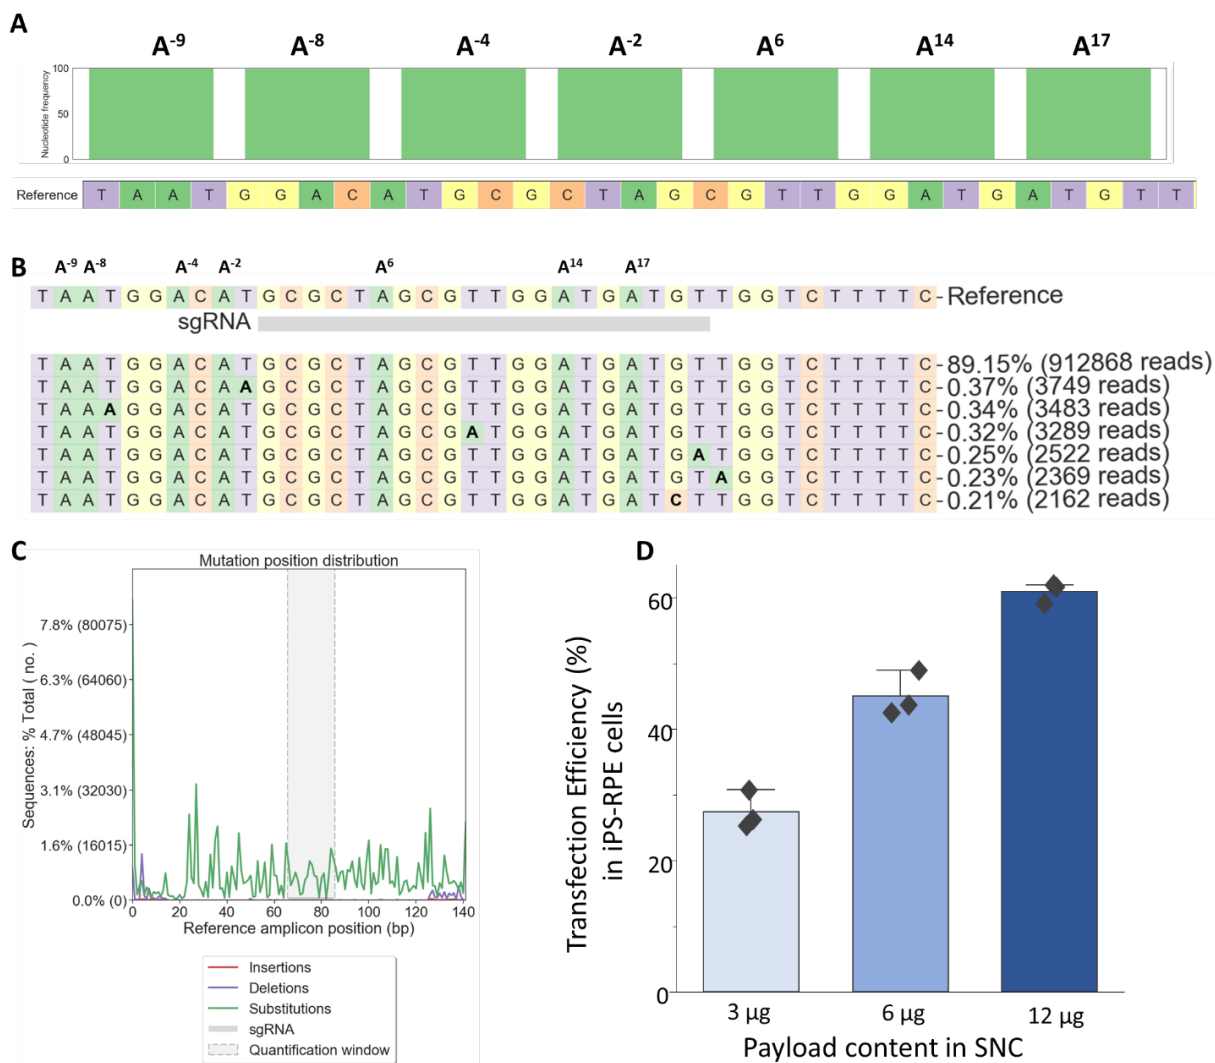 A
A⁻⁹ A⁻⁸ A⁻⁴ A⁻² A⁶ A¹⁴ A¹⁷
Nucleotide frequency
100
50
0
Reference T A A T G G A C A T G C G C T A G C G T T G G A T G A T G T T
B
A⁻⁹ A⁻⁸ A⁻⁴ A⁻² A⁶ A¹⁴ A¹⁷
T A A T G G A C A T G C G C T A G C G T T G G A T G A T G T T G G T C T T T T C - Reference
sgRNA
T A A T G G A C A T G C G C T A G C G T T G G A T G A T G T T G G T C T T T T C - 89.15% (912868 reads)
T A A T G G A C A A G C G C T A G C G T T G G A T G A T G T T G G T C T T T T C - 0.37% (3749 reads)
T A A A G G A C A T G C G C T A G C G T T G G A T G A T G T T G G T C T T T T C - 0.34% (3483 reads)
T A A T G G A C A T G C G C T A G C G A T G G A T G A T G T T G G T C T T T T C - 0.32% (3289 reads)
T A A T G G A C A T G C G C T A G C G T T G G A T G A T G A T G G T C T T T T C - 0.25% (2522 reads)
T A A T G G A C A T G C G C T A G C G T T G G A T G A T G T A G G T C T T T T C - 0.23% (2369 reads)
T A A T G G A C A T G C G C T A G C G T T G G A T G A T C T T G G T C T T T T C - 0.21% (2162 reads)
C
Mutation position distribution
Sequences: % Total ( no. )
7.8% (80075)
6.3% (64060)
4.7% (48045)
3.1% (32030)
1.6% (16015)
0.0% (0)
0 20 40 60 80 100 120 140
Reference amplicon position (bp)
Insertions
Deletions
Substitutions
sgRNA
Quantification window
D
Transfection Efficiency (%)
in iPS-RPE cells
60
40
20
0
3 µg 6 µg 12 µg
Payload content in SNC